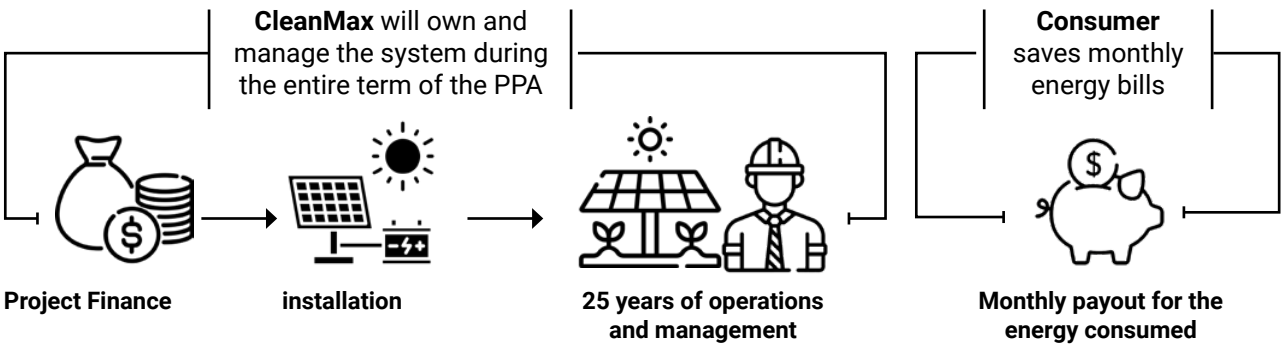 CleanMax will own and
manage the system during
the entire term of the PPA
Consumer
saves monthly
energy bills
$
$
Project Finance
installation
25 years of operations
and management
Monthly payout for the
energy consumed